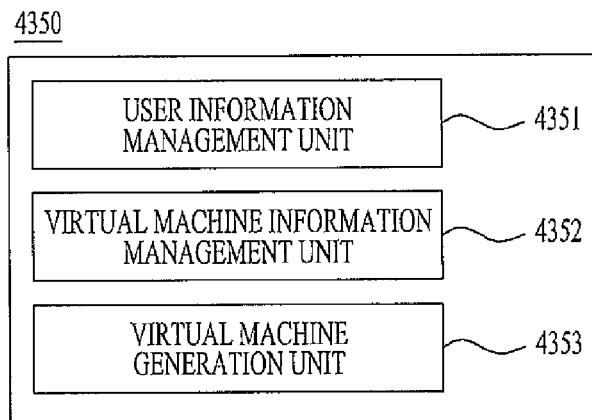 4350
USER INFORMATION
MANAGEMENT UNIT
4351
VIRTUAL MACHINE INFORMATION
MANAGEMENT UNIT
4352
VIRTUAL MACHINE
GENERATION UNIT
4353